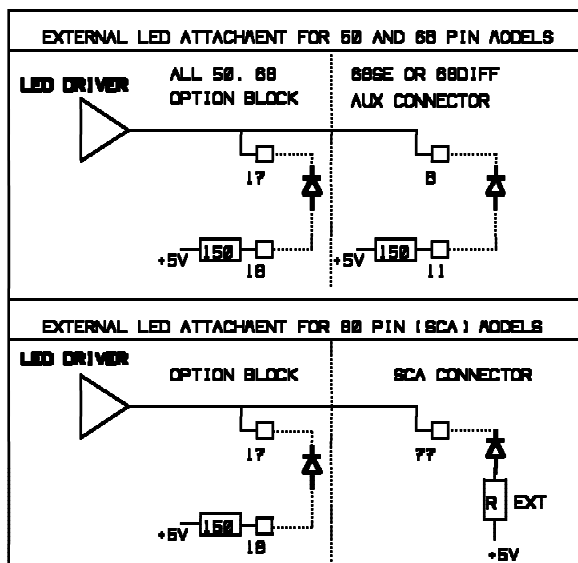 EXTERNAL LED ATTACHMENT FOR 50 AND 68 PIN MODELS
LED DRIVER
ALL 50. 68
OPTION BLOCK
68SE OR 68DIFF
AUX CONNECTOR
17
8
+5V
150
18
+5V
150
11
EXTERNAL LED ATTACHMENT FOR 80 PIN (SCA) MODELS
LED DRIVER
OPTION BLOCK
SCA CONNECTOR
17
77
R
EXT
+5V
150
18
+5V